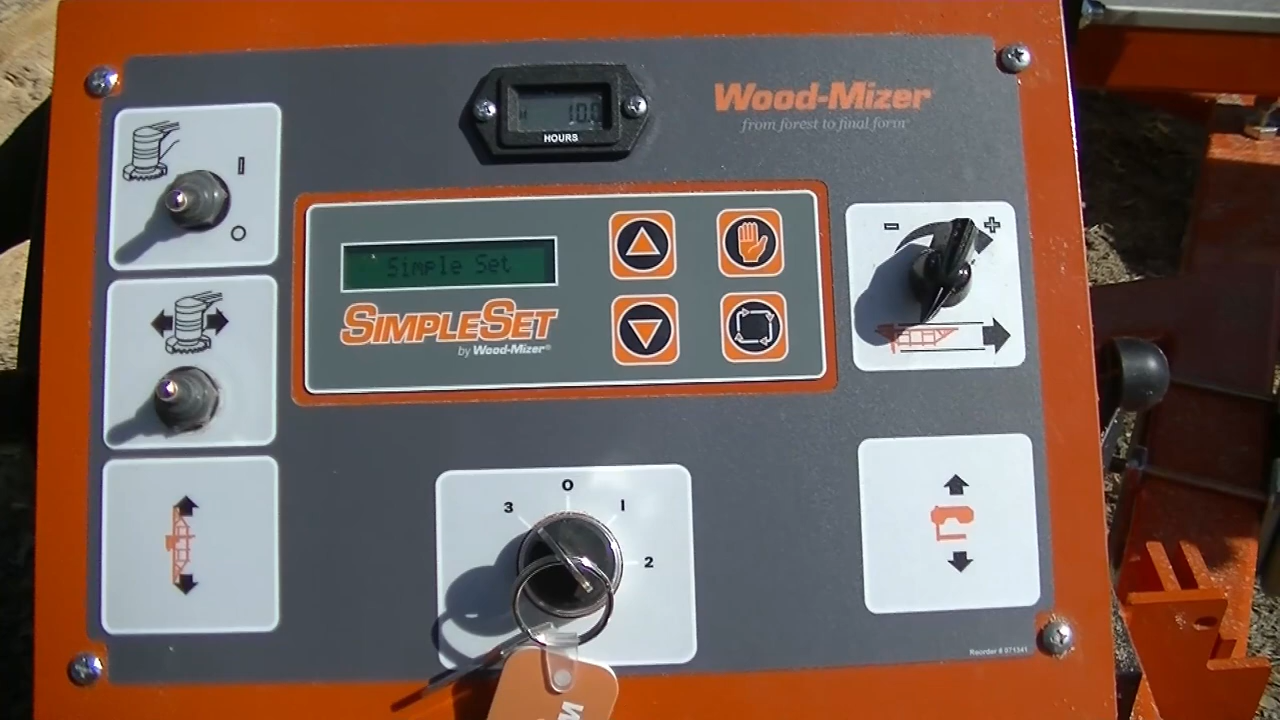 10.0
HOURS
Wood-Mizer
from forest to final form®
I
O
Simple Set
SIMPLESET
by Wood-Mizer®
- +
3 0 1 2
Reorder # 071341